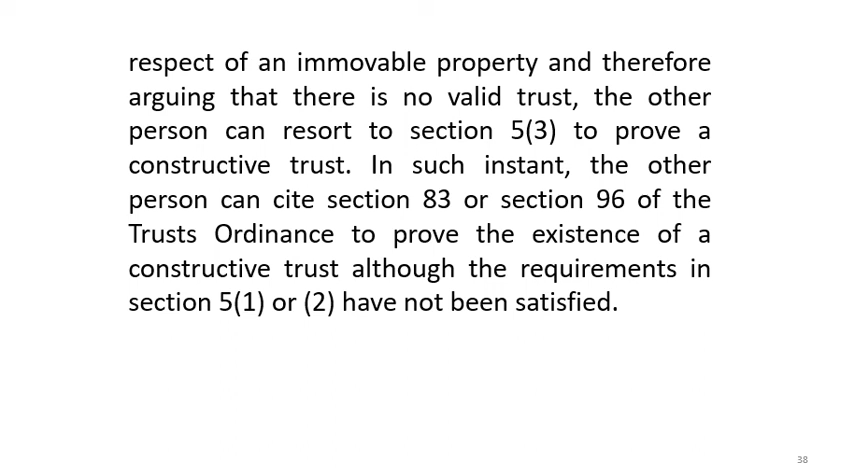 respect of an immovable property and therefore
arguing that there is no valid trust, the other
person can resort to section 5(3) to prove a
constructive trust. In such instant, the other
person can cite section 83 or section 96 of the
Trusts Ordinance to prove the existence of a
constructive trust although the requirements in
section 5(1) or (2) have not been satisfied.
38